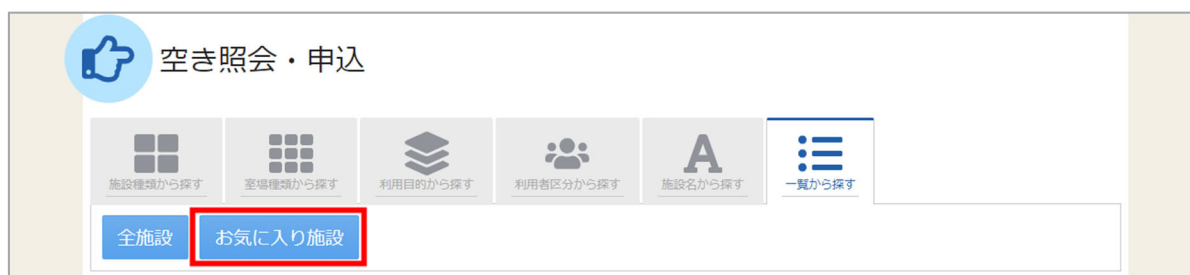 空き照会・申込
施設種類から探す
室場種類から探す
利用目的から探す
利用者区分から探す
施設名から探す
一覧から探す
全施設
お気に入り施設